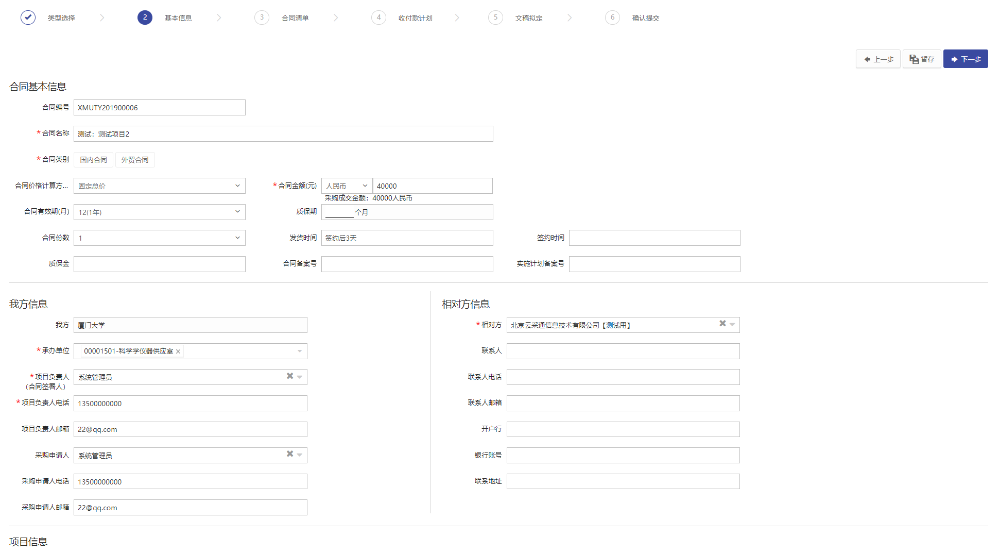 类型选择
2 基本信息
3 合同清单
4 收付款计划
5 文稿拟定
6 确认提交
上一步 暂存 下一步
合同基本信息
合同编号 XMUTY201900006
*合同名称 测试：测试项目2
*合同类别 国内合同 外贸合同
合同价格计算方... 固定总价 *合同金额(元) 人民币 40000
采购成交金额：40000人民币
合同有效期(月) 12(1年) 质保期 个月
合同份数 1 发货时间 签约后3天 签约时间
质保金 合同备案号 实施计划备案号
我方信息
我方 厦门大学
*承办单位 00001501-科学学仪器供应室
*项目负责人
(合同签署人) 系统管理员
*项目负责人电话 13500000000
项目负责人邮箱 22@qq.com
采购申请人 系统管理员
采购申请人电话 13500000000
采购申请人邮箱 22@qq.com
相对方信息
*相对方 北京云采通信息技术有限公司【测试用】
联系人
联系人电话
联系人邮箱
开户行
银行账号
联系地址
项目信息